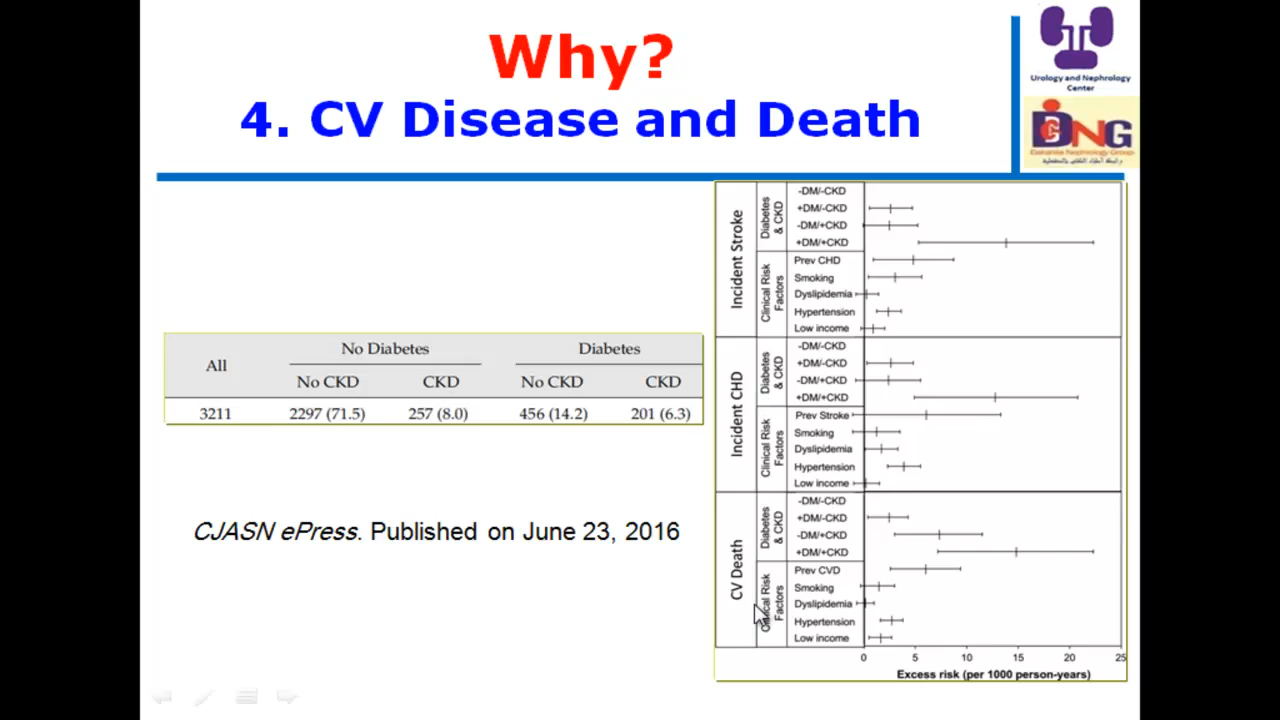 Why?
4. CV Disease and Death
Urology and Nephrology
Center
DCNG
Dakahlia Nephrology Group
All
No Diabetes
Diabetes
No CKD
CKD
No CKD
CKD
3211
2297 (71.5)
257 (8.0)
456 (14.2)
201 (6.3)
CJASN ePress. Published on June 23, 2016
Incident Stroke
Diabetes
& CKD
-DM/-CKD
+DM/-CKD
-DM/+CKD
+DM/+CKD
Clinical Risk
Factors
Prev CHD
Smoking
Dyslipidemia
Hypertension
Low income
Incident CHD
Diabetes
& CKD
-DM/-CKD
+DM/-CKD
-DM/+CKD
+DM/+CKD
Clinical Risk
Factors
Prev Stroke
Smoking
Dyslipidemia
Hypertension
Low income
CV Death
Diabetes
& CKD
-DM/-CKD
+DM/-CKD
-DM/+CKD
+DM/+CKD
Clinical Risk
Factors
Prev CVD
Smoking
Dyslipidemia
Hypertension
Low income
0 5 10 15 20 25
Excess risk (per 1000 person-years)